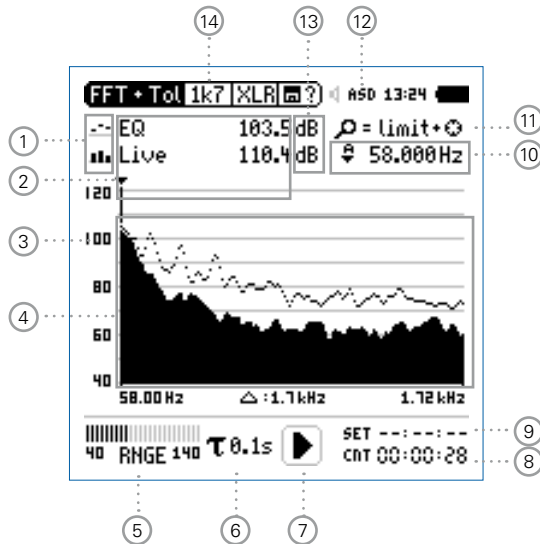 14 13 12
FFT + Tol 1k7 XLR ? ASD 13:24
1 EQ 103.5 dB = limit+ 11
Live 110.4 dB 58.000Hz 10
2
120
3 100
80
4
60
40
58.00Hz △:1.7kHz 1.72kHz
40 RNGE 140 τ 0.1s SET --:--:-- 9
CNT 00:00:28 8
5 6 7